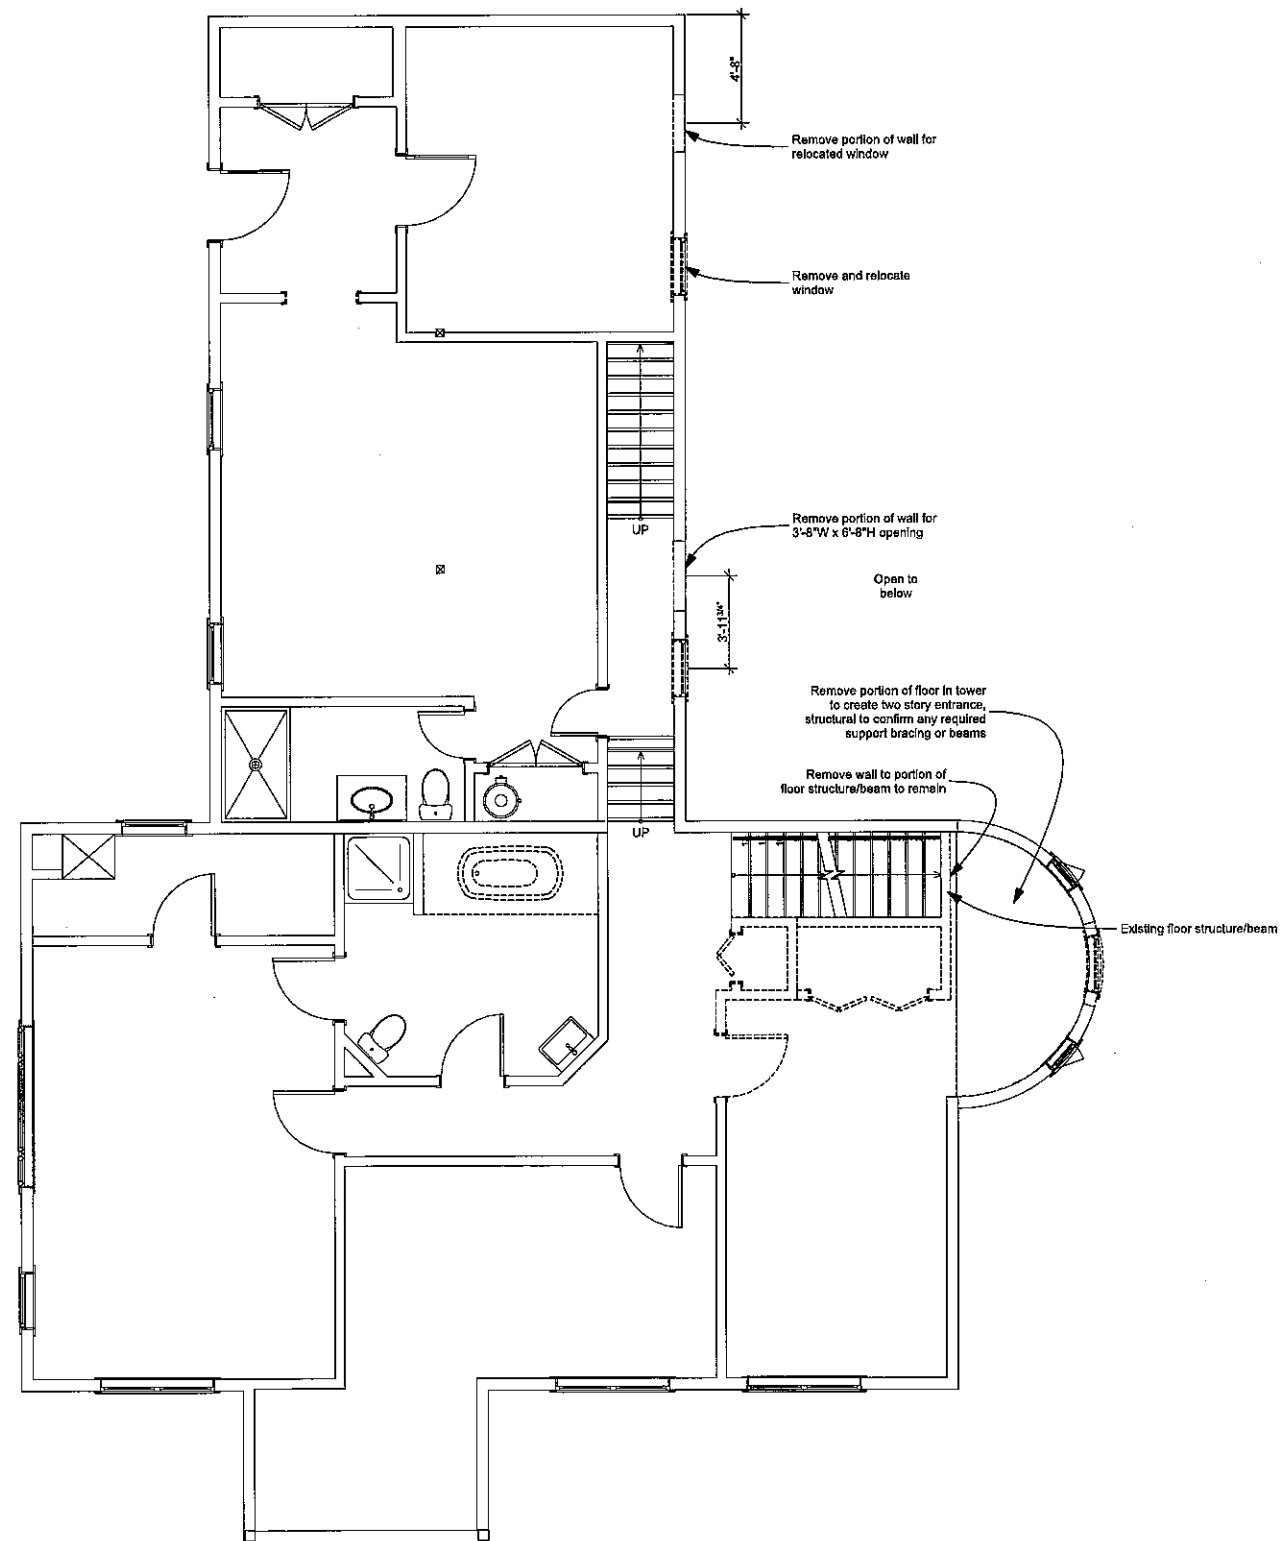 4'-8"
Remove portion of wall for
relocated window
Remove and relocate
window
Remove portion of wall for
3'-8"W x 6'-8"H opening
UP
Open to
below
3'-11 3/4"
Remove portion of floor in tower
to create two story entrance,
structural to confirm any required
support bracing or beams
Remove wall to portion of
floor structure/beam to remain
UP
Existing floor structure/beam